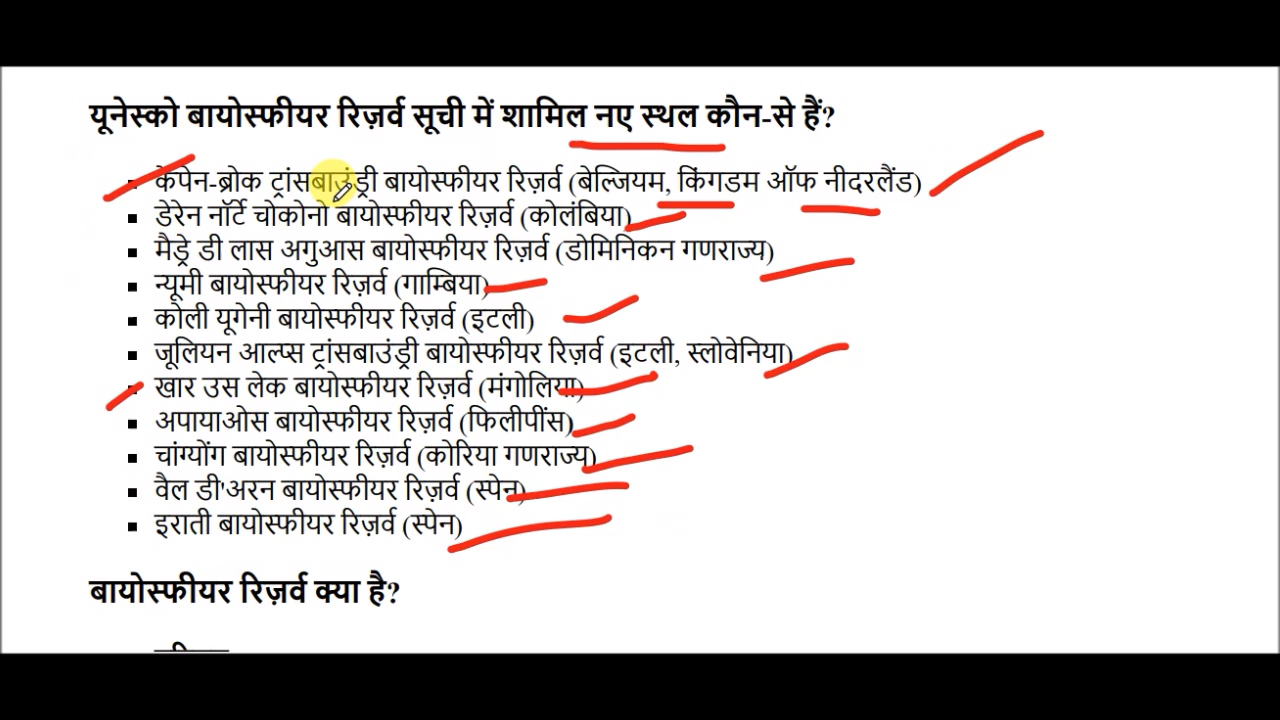 यूनेस्को बायोस्फीयर रिज़र्व सूची में शामिल नए स्थल कौन-से हैं?
▪ केपेन-ब्रोक ट्रांसबाउंड्री बायोस्फीयर रिज़र्व (बेल्जियम, किंगडम ऑफ नीदरलैंड)
▪ डेरेन नॉर्टे चोकोनो बायोस्फीयर रिज़र्व (कोलंबिया)
▪ मैड्रे डी लास अगुआस बायोस्फीयर रिज़र्व (डोमिनिकन गणराज्य)
▪ न्यूमी बायोस्फीयर रिज़र्व (गाम्बिया)
▪ कोली यूगेनी बायोस्फीयर रिज़र्व (इटली)
▪ जूलियन आल्प्स ट्रांसबाउंड्री बायोस्फीयर रिज़र्व (इटली, स्लोवेनिया)
▪ खार उस लेक बायोस्फीयर रिज़र्व (मंगोलिया)
▪ अपायाओस बायोस्फीयर रिज़र्व (फिलीपींस)
▪ चांग्योंग बायोस्फीयर रिज़र्व (कोरिया गणराज्य)
▪ वैल डी'अरन बायोस्फीयर रिज़र्व (स्पेन)
▪ इराती बायोस्फीयर रिज़र्व (स्पेन)
बायोस्फीयर रिज़र्व क्या है?